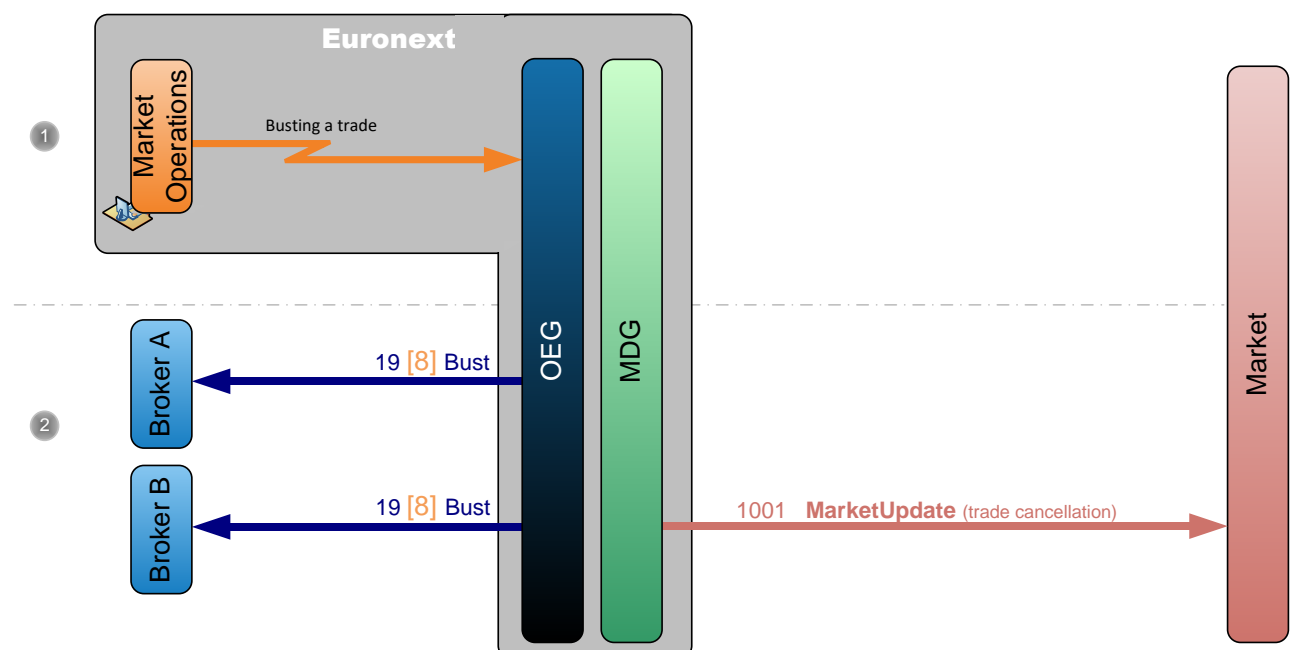 Euronext
1
Market
Operations
Busting a trade
OEG
MDG
Market
2
Broker A
19 [8] Bust
Broker B
19 [8] Bust
1001 MarketUpdate (trade cancellation)